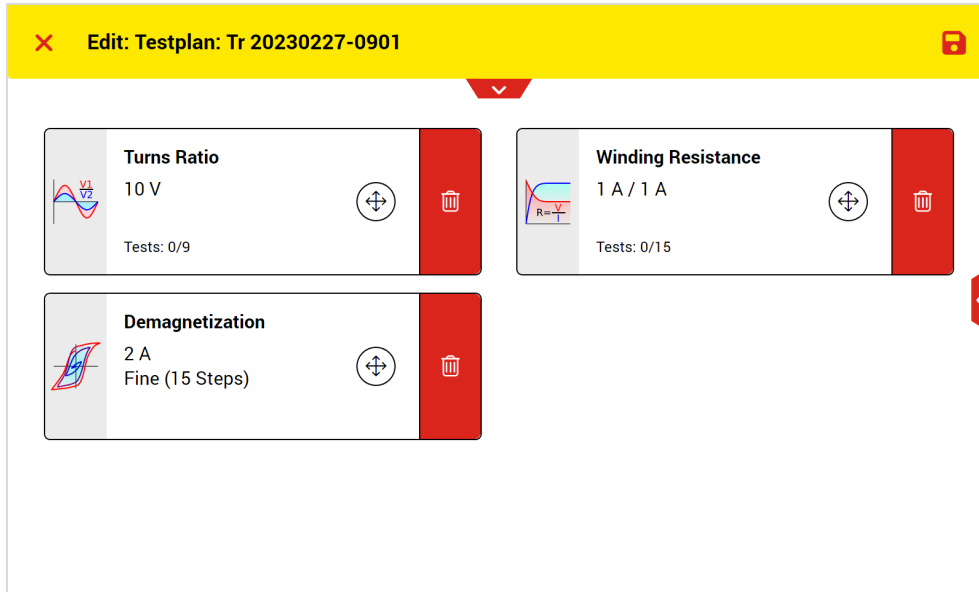 Edit: Testplan: Tr 20230227-0901
Turns Ratio
10 V
V1
V2
Tests: 0/9
Winding Resistance
1 A / 1 A
R=V/I
Tests: 0/15
Demagnetization
2 A
Fine (15 Steps)